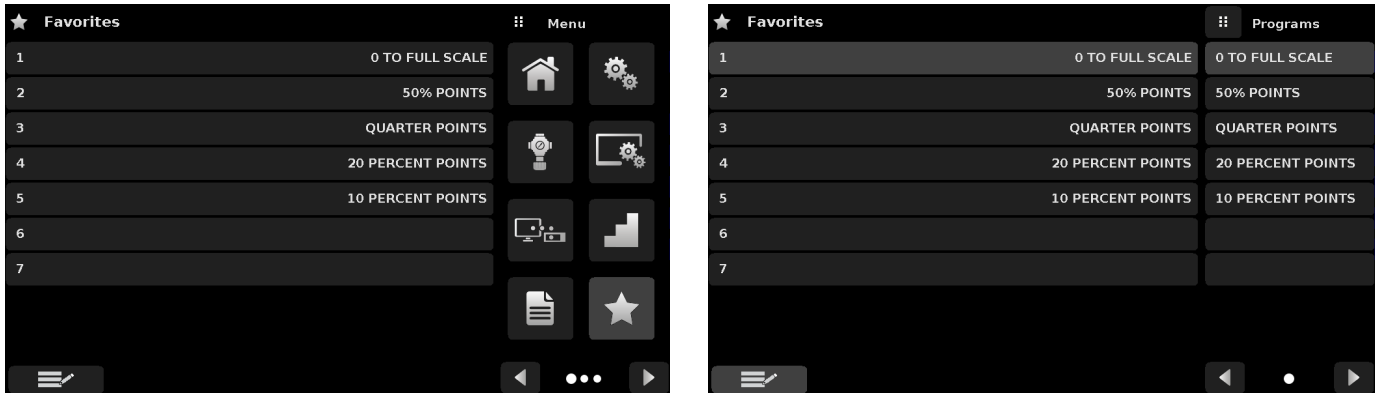 Favorites
Menu
1 0 TO FULL SCALE
2 50% POINTS
3 QUARTER POINTS
4 20 PERCENT POINTS
5 10 PERCENT POINTS
6
7
Favorites
Programs
1 0 TO FULL SCALE 0 TO FULL SCALE
2 50% POINTS 50% POINTS
3 QUARTER POINTS QUARTER POINTS
4 20 PERCENT POINTS 20 PERCENT POINTS
5 10 PERCENT POINTS 10 PERCENT POINTS
6
7